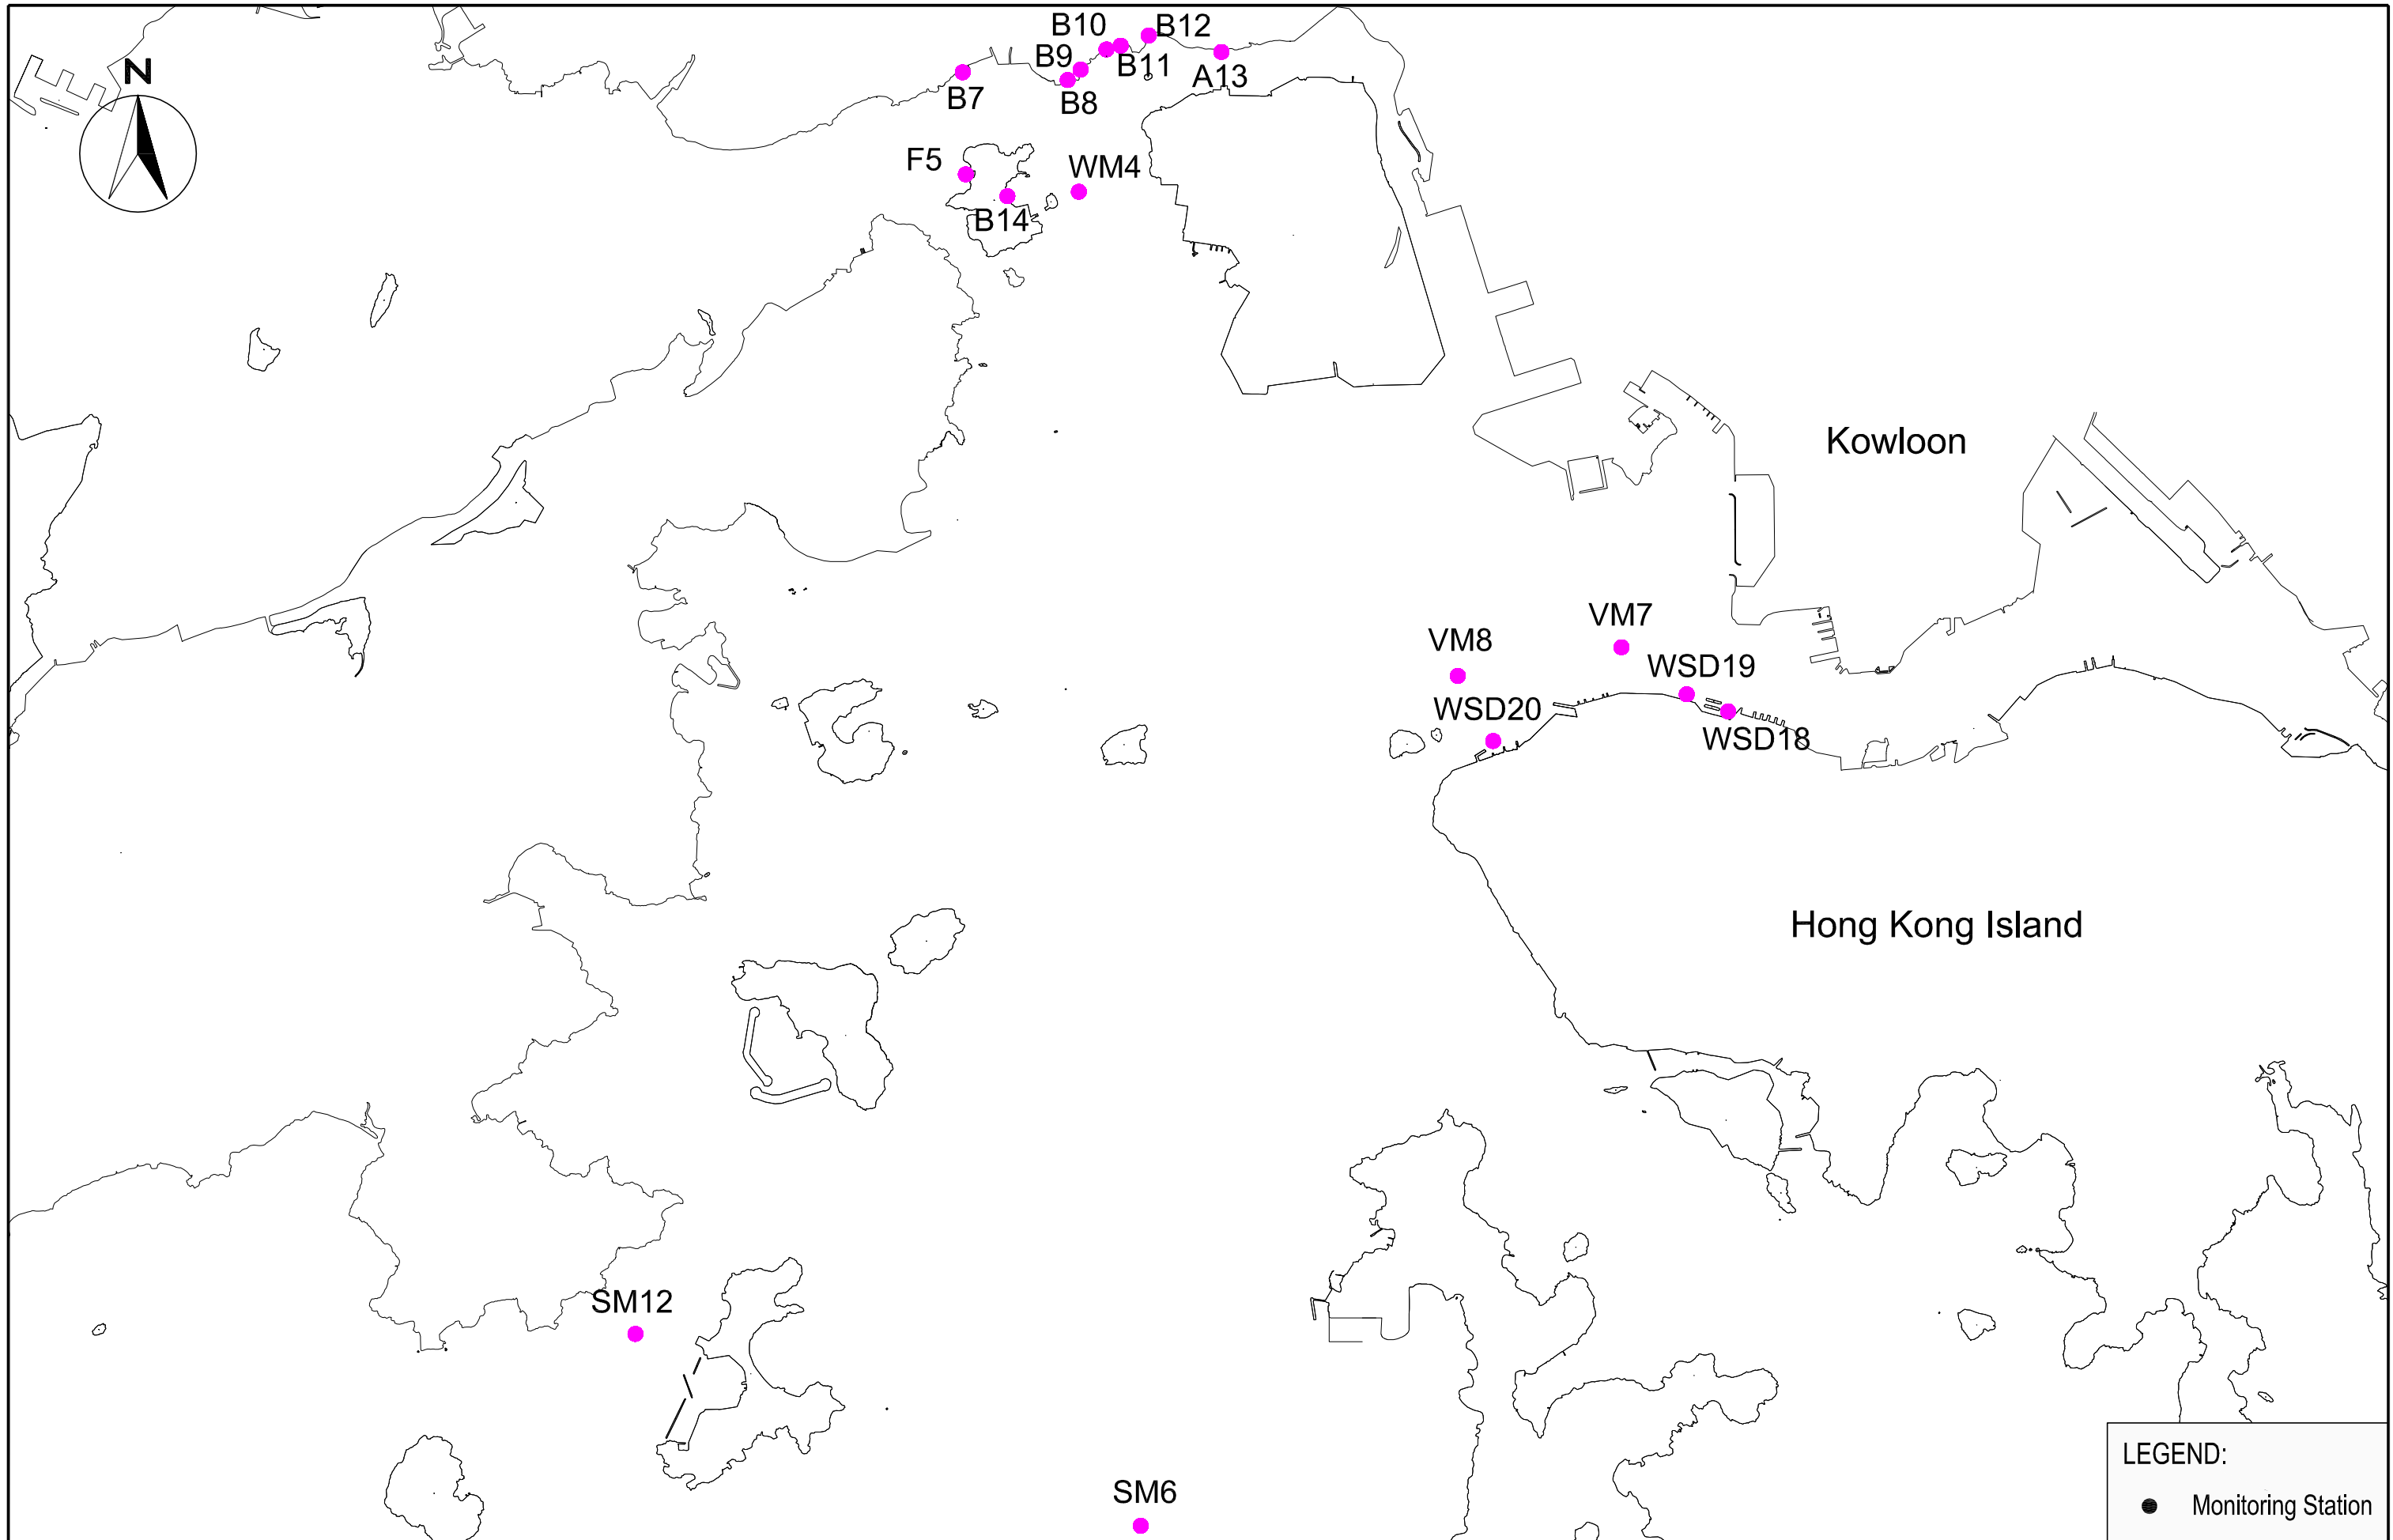 B10
B12
N
B9
B11
A13
B7
B8
F5
WM4
B14
Kowloon
VM7
VM8
WSD19
WSD20
WSD18
Hong Kong Island
SM12
LEGEND:
SM6
Monitoring Station